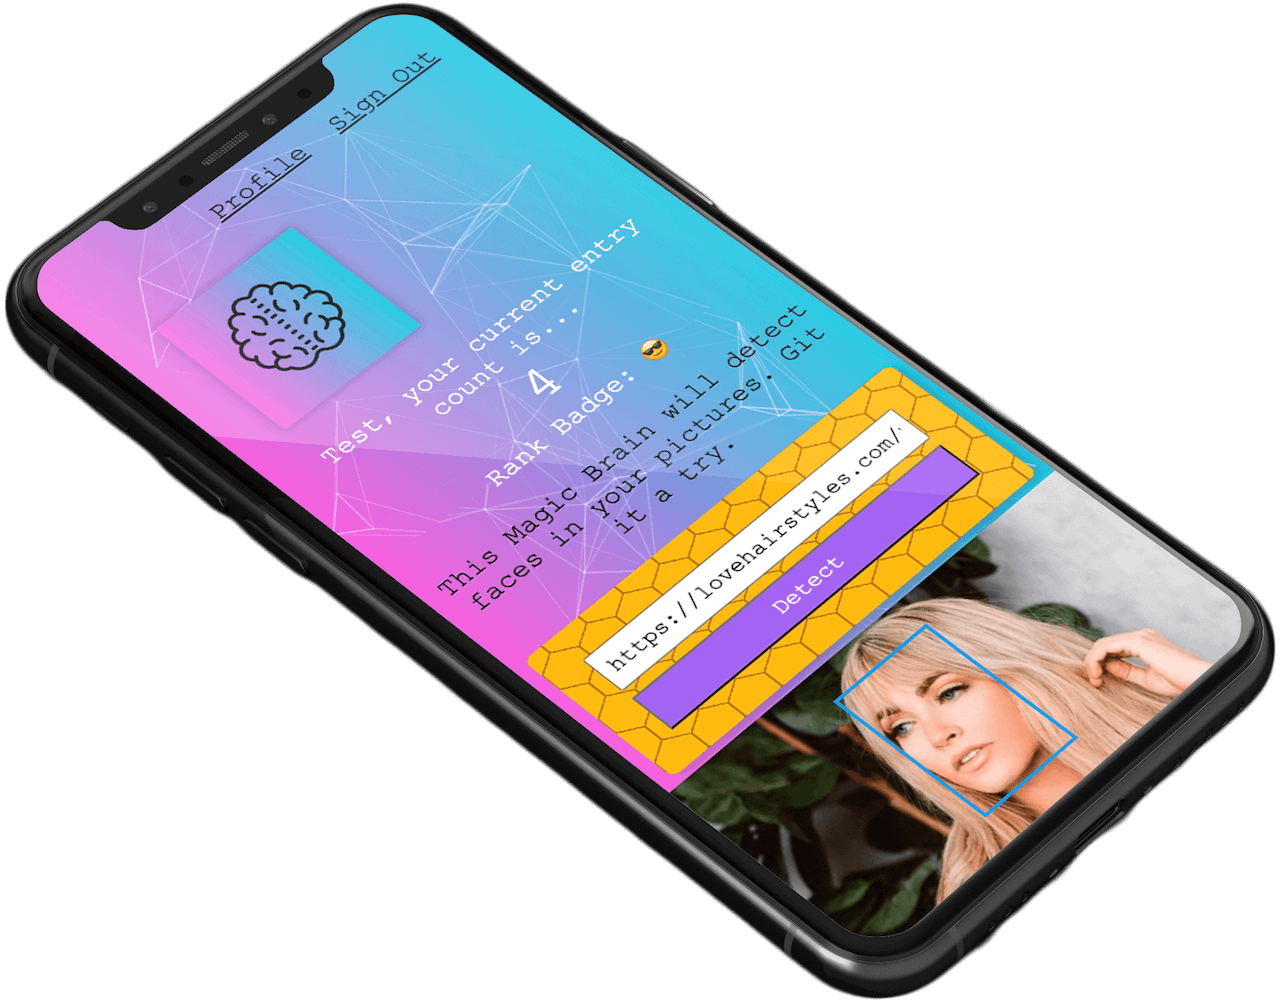 Profile Sign Out
Test, your current entry
count is...
4
Rank Badge: 😎
This Magic Brain will detect
faces in your pictures. Git
it a try.
https://lovehairstyles.com/
Detect